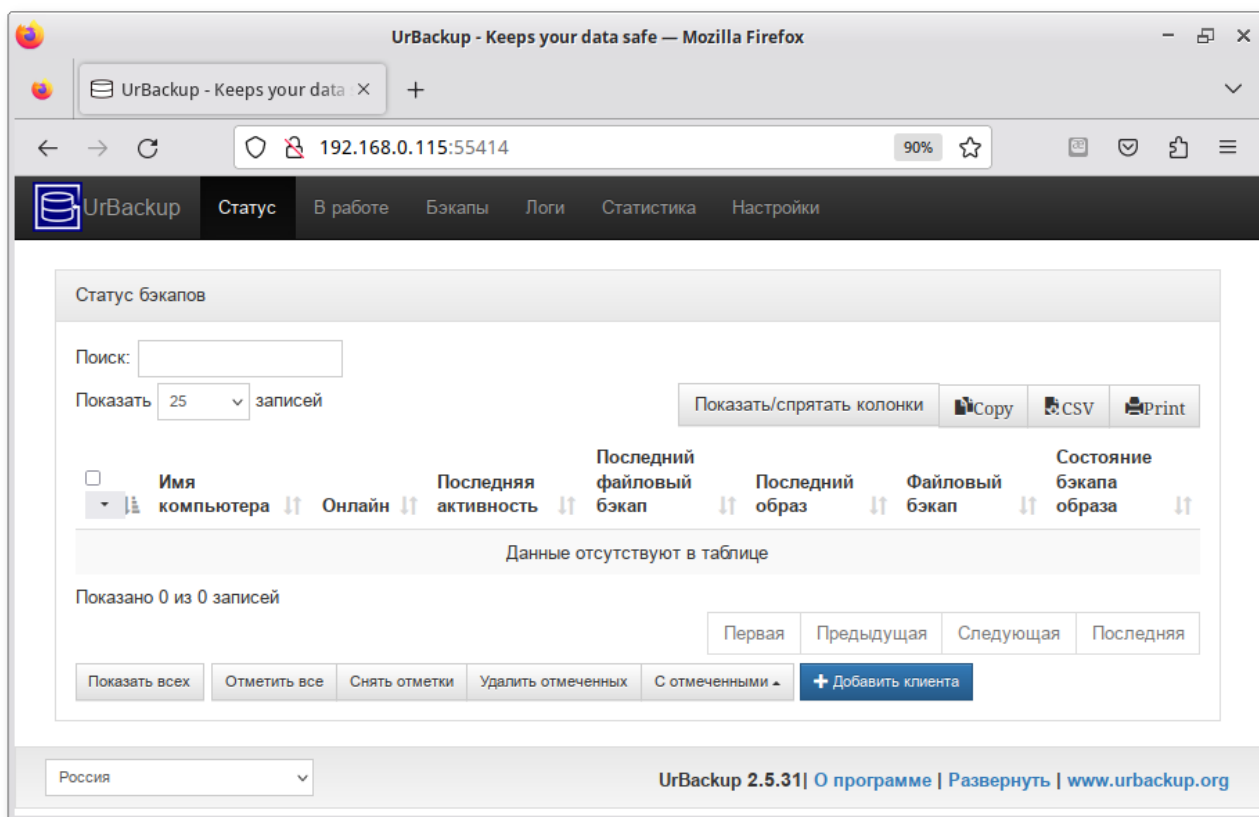 UrBackup - Keeps your data safe — Mozilla Firefox
UrBackup - Keeps your data
192.168.0.115:55414 90%
UrBackup Статус В работе Бэкапы Логи Статистика Настройки
Статус бэкапов
Поиск:
Показать 25 записей
Показать/спрятать колонки Copy CSV Print
Имя компьютера Онлайн Последняя активность Последний файловый бэкап Последний образ Файловый бэкап Состояние бэкапа образа
Данные отсутствуют в таблице
Показано 0 из 0 записей
Первая Предыдущая Следующая Последняя
Показать всех Отметить все Снять отметки Удалить отмеченных С отмеченными Добавить клиента
Россия UrBackup 2.5.31| О программе | Развернуть | www.urbackup.org